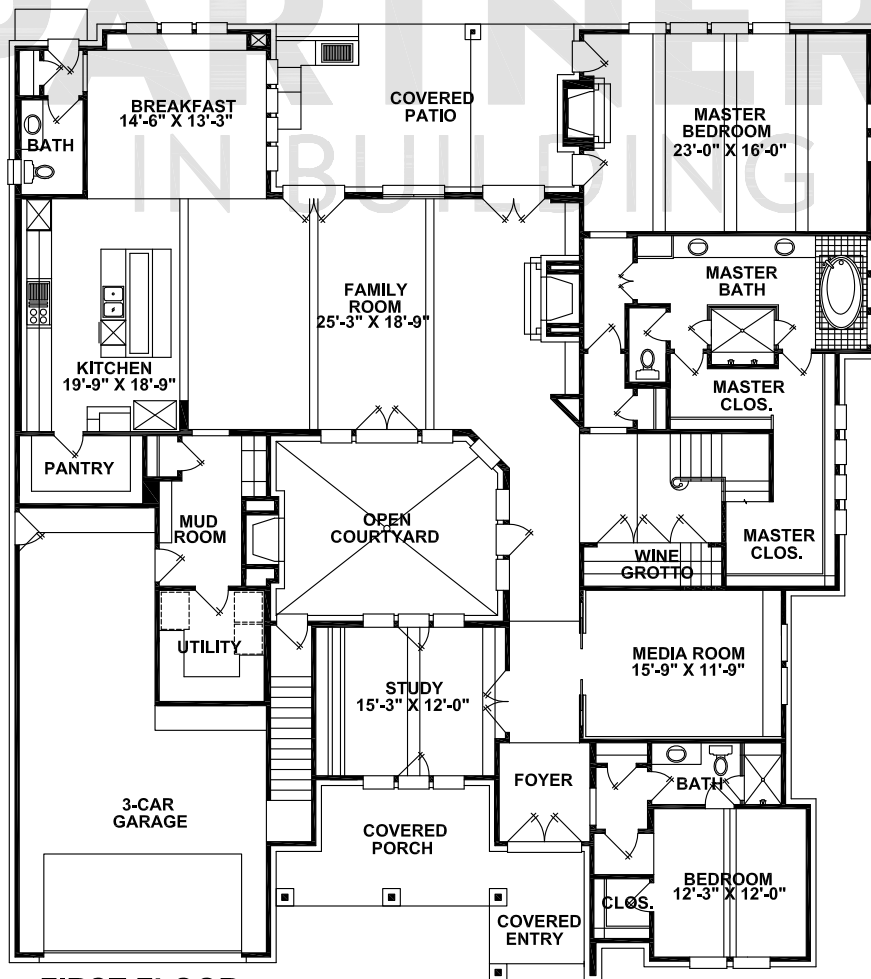 PARTNER
IN BUILDING
BREAKFAST
14'-6" X 13'-3"
COVERED
PATIO
MASTER
BEDROOM
23'-0" X 16'-0"
BATH
FAMILY
ROOM
25'-3" X 18'-9"
MASTER
BATH
KITCHEN
19'-9" X 18'-9"
MASTER
CLOS.
PANTRY
MUD
ROOM
OPEN
COURTYARD
MASTER
CLOS.
WINE
GROTTO
UTILITY
MEDIA ROOM
15'-9" X 11'-9"
STUDY
15'-3" X 12'-0"
FOYER
BATH
3-CAR
GARAGE
COVERED
PORCH
BEDROOM
12'-3" X 12'-0"
CLOS.
COVERED
ENTRY
FIRST FLOOR